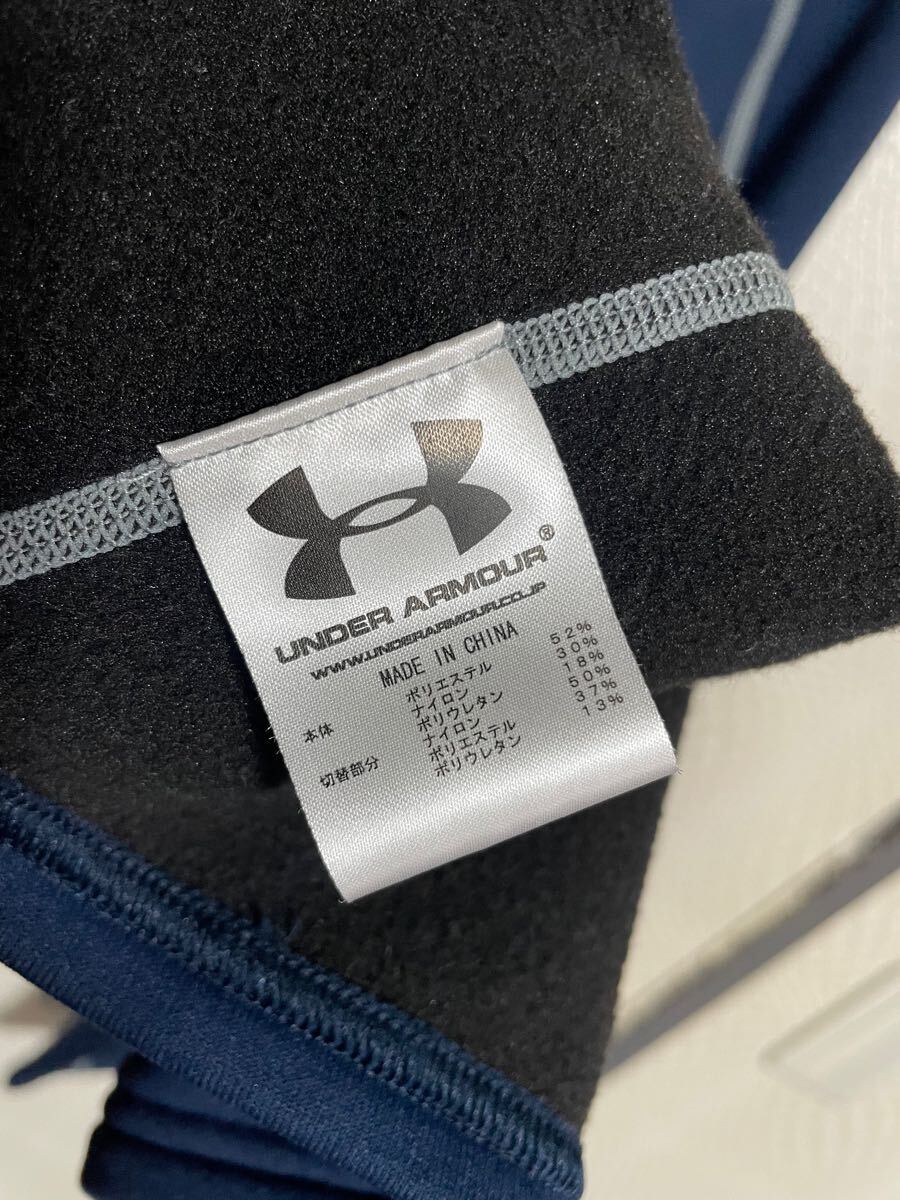 UNDER ARMOUR®
WWW.UNDERARMOUR.CO.JP
MADE IN CHINA
本体 ポリエステル 52%
ナイロン 30%
ポリウレタン 18%
切替部分 ナイロン 50%
ポリエステル 37%
ポリウレタン 13%